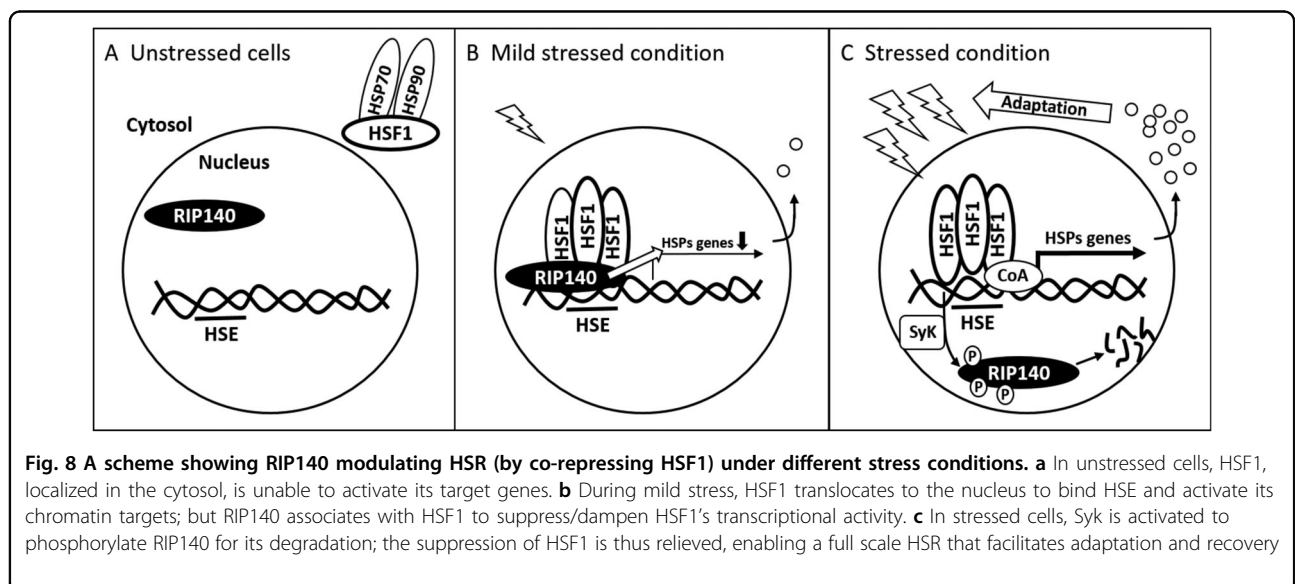 A Unstressed cells
HSP70
HSP90
HSF1
Cytosol
Nucleus
RIP140
HSE
B Mild stressed condition
HSF1
HSF1
HSF1
HSPs genes
RIP140
HSE
C Stressed condition
Adaptation
HSF1
HSF1
HSF1
HSPs genes
CoA
SyK
HSE
P
RIP140
P
P
Fig. 8 A scheme showing RIP140 modulating HSR (by co-repressing HSF1) under different stress conditions. a In unstressed cells, HSF1,
localized in the cytosol, is unable to activate its target genes. b During mild stress, HSF1 translocates to the nucleus to bind HSE and activate its
chromatin targets; but RIP140 associates with HSF1 to suppress/dampen HSF1's transcriptional activity. c In stressed cells, Syk is activated to
phosphorylate RIP140 for its degradation; the suppression of HSF1 is thus relieved, enabling a full scale HSR that facilitates adaptation and recovery